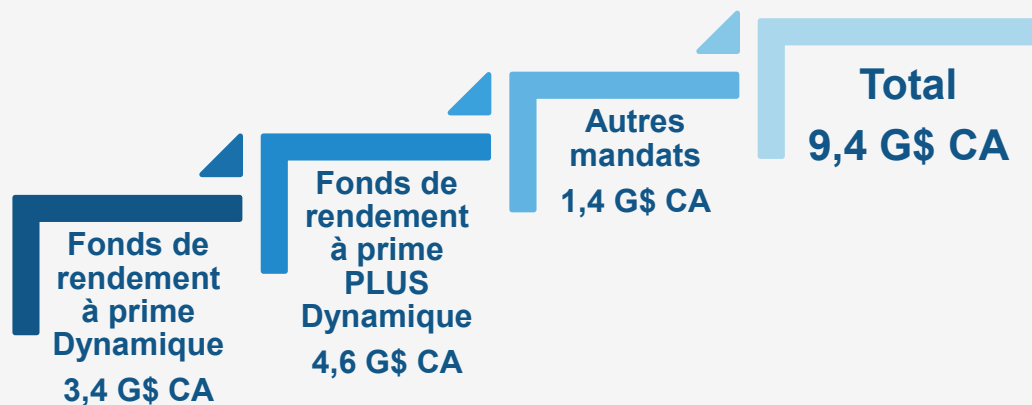 Fonds de
rendement
à prime
Dynamique
3,4 G$ CA
Fonds de
rendement
à prime
PLUS
Dynamique
4,6 G$ CA
Autres
mandats
1,4 G$ CA
Total
9,4 G$ CA